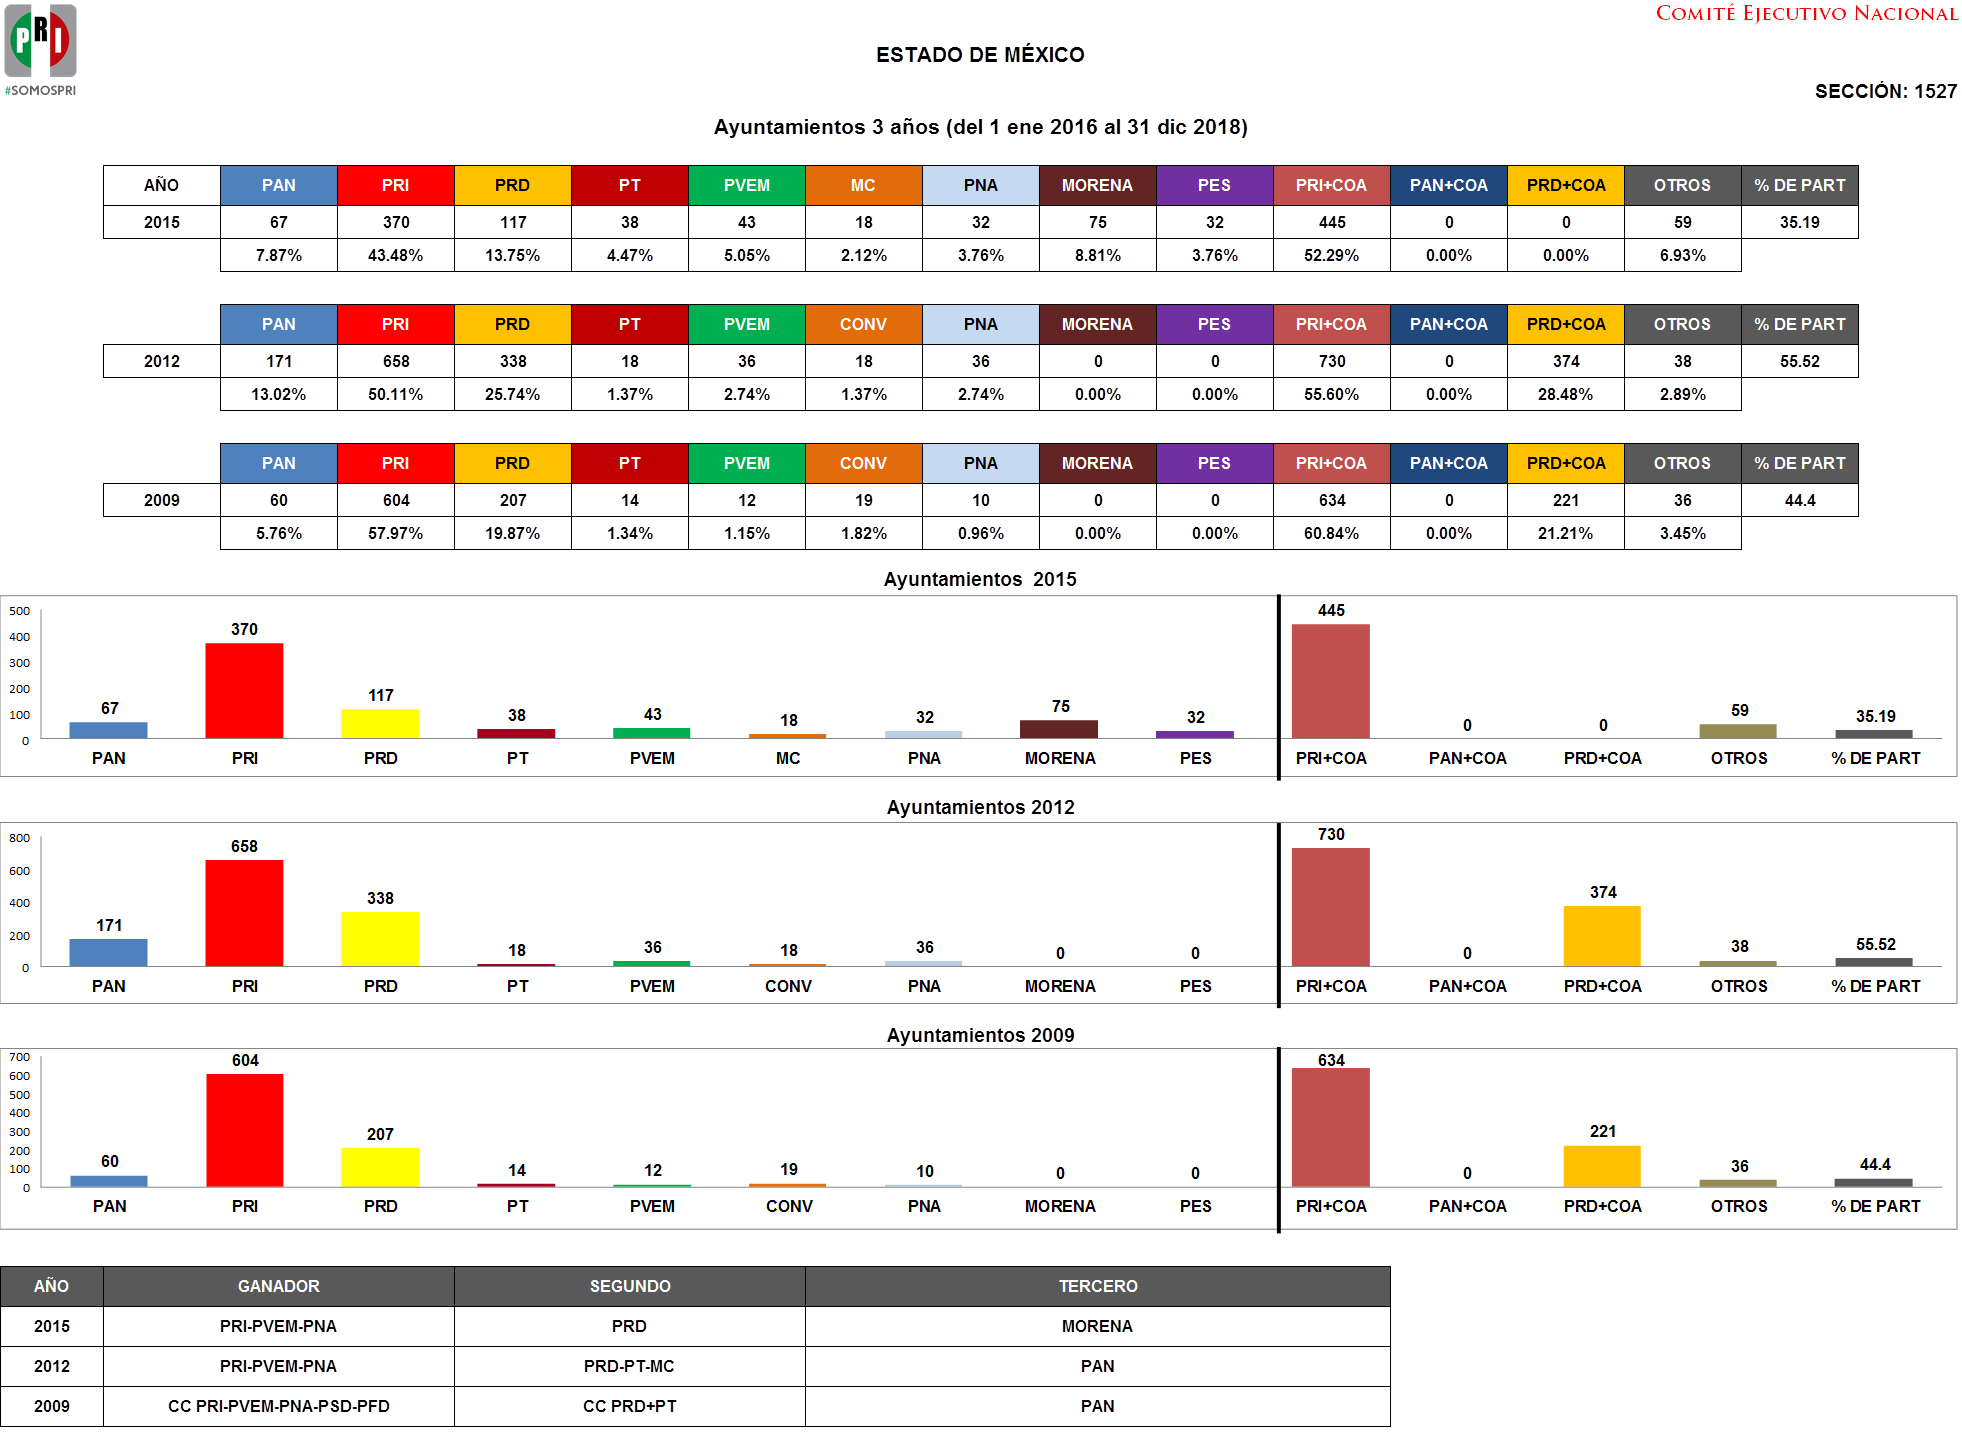 PRI
#SOMOSPRI
COMITÉ EJECUTIVO NACIONAL
ESTADO DE MÉXICO
SECCIÓN: 1527
Ayuntamientos 3 años (del 1 ene 2016 al 31 dic 2018)
AÑO PAN PRI PRD PT PVEM MC PNA MORENA PES PRI+COA PAN+COA PRD+COA OTROS % DE PART
2015 67 370 117 38 43 18 32 75 32 445 0 0 59 35.19
7.87% 43.48% 13.75% 4.47% 5.05% 2.12% 3.76% 8.81% 3.76% 52.29% 0.00% 0.00% 6.93%
PAN PRI PRD PT PVEM CONV PNA MORENA PES PRI+COA PAN+COA PRD+COA OTROS % DE PART
2012 171 658 338 18 36 18 36 0 0 730 0 374 38 55.52
13.02% 50.11% 25.74% 1.37% 2.74% 1.37% 2.74% 0.00% 0.00% 55.60% 0.00% 28.48% 2.89%
PAN PRI PRD PT PVEM CONV PNA MORENA PES PRI+COA PAN+COA PRD+COA OTROS % DE PART
2009 60 604 207 14 12 19 10 0 0 634 0 221 36 44.4
5.76% 57.97% 19.87% 1.34% 1.15% 1.82% 0.96% 0.00% 0.00% 60.84% 0.00% 21.21% 3.45%
Ayuntamientos 2015
500
400
300
200
100
0
67 370 117 38 43 18 32 75 32 445 0 0 59 35.19
PAN PRI PRD PT PVEM MC PNA MORENA PES PRI+COA PAN+COA PRD+COA OTROS % DE PART
Ayuntamientos 2012
800
600
400
200
0
171 658 338 18 36 18 36 0 0 730 0 374 38 55.52
PAN PRI PRD PT PVEM CONV PNA MORENA PES PRI+COA PAN+COA PRD+COA OTROS % DE PART
Ayuntamientos 2009
700
600
500
400
300
200
100
0
60 604 207 14 12 19 10 0 0 634 0 221 36 44.4
PAN PRI PRD PT PVEM CONV PNA MORENA PES PRI+COA PAN+COA PRD+COA OTROS % DE PART
AÑO GANADOR SEGUNDO TERCERO
2015 PRI-PVEM-PNA PRD MORENA
2012 PRI-PVEM-PNA PRD-PT-MC PAN
2009 CC PRI-PVEM-PNA-PSD-PFD CC PRD+PT PAN